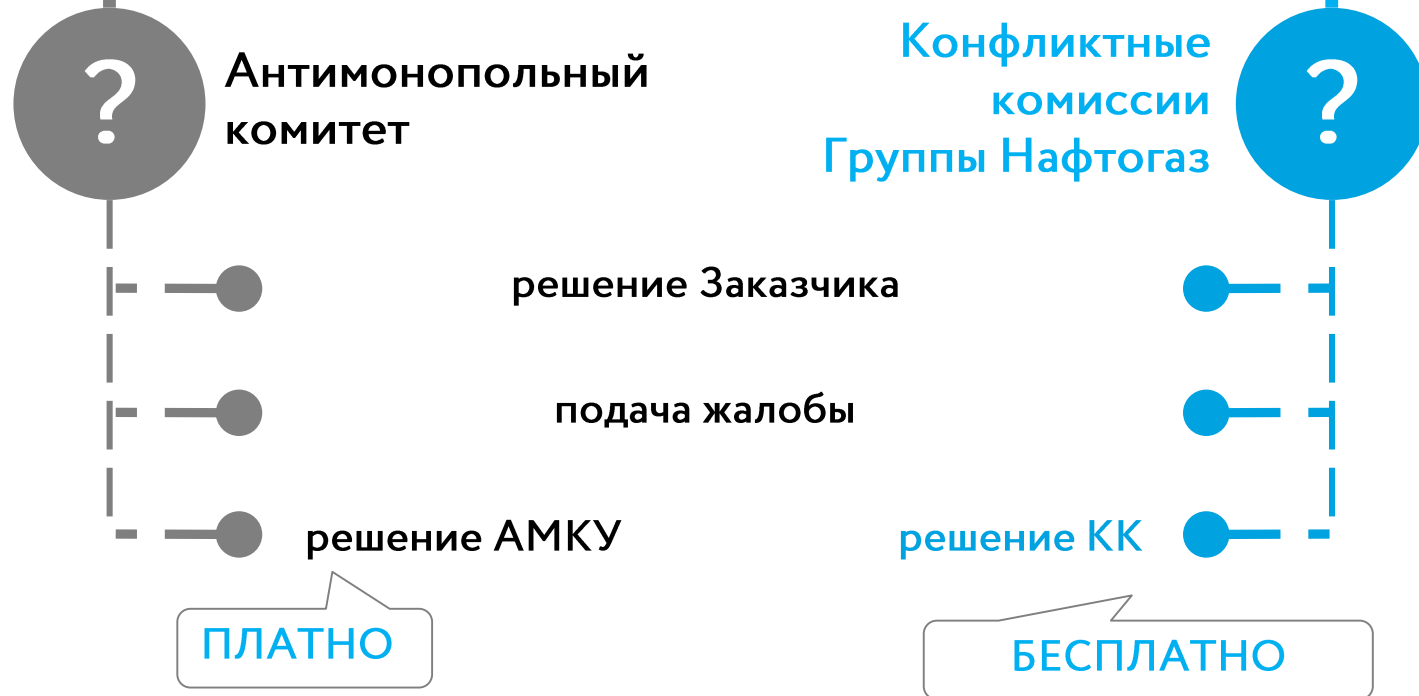 ?
Антимонопольный
комитет
Конфликтные
комиссии
Группы Нафтогаз
?
решение Заказчика
подача жалобы
решение АМКУ
решение КК
ПЛАТНО
БЕСПЛАТНО